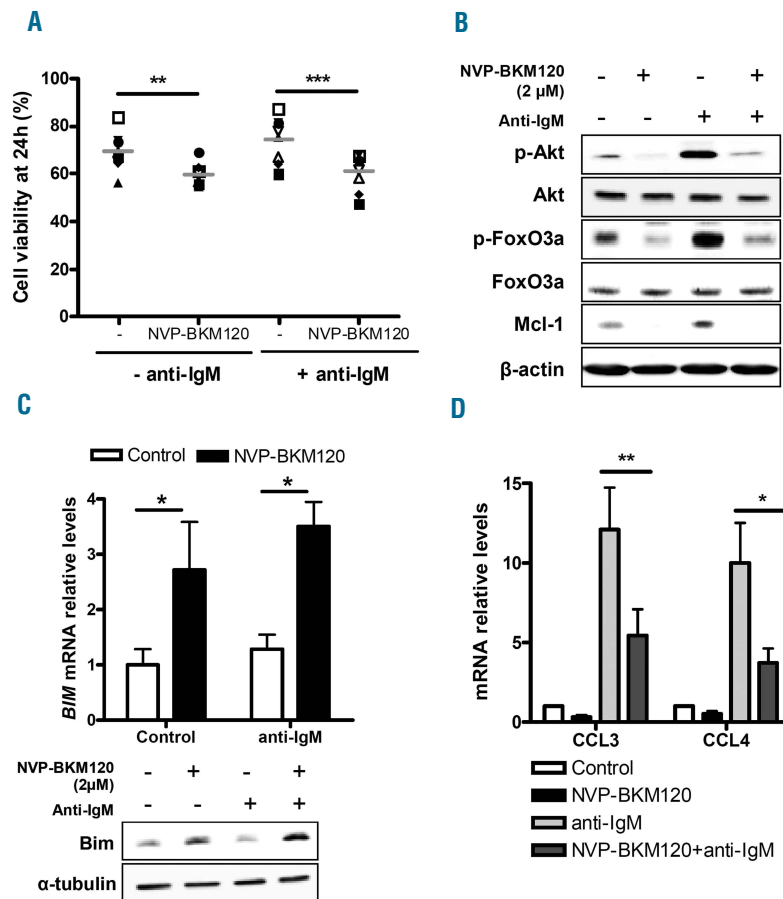 A
Cell viability at 24h (%)
100
80
60
40
20
0
**
***
- NVP-BKM120 - NVP-BKM120
- anti-IgM + anti-IgM
B
NVP-BKM120 - + - +
(2 µM)
Anti-IgM - - + +
p-Akt
Akt
p-FoxO3a
FoxO3a
Mcl-1
β-actin
C
Control NVP-BKM120
BIM mRNA relative levels
4
3
2
1
0
*
*
Control anti-IgM
NVP-BKM120 - + - +
(2µM)
Anti-IgM - - + +
Bim
α-tubulin
D
mRNA relative levels
15
10
5
0
**
*
CCL3 CCL4
Control
NVP-BKM120
anti-IgM
NVP-BKM120+anti-IgM